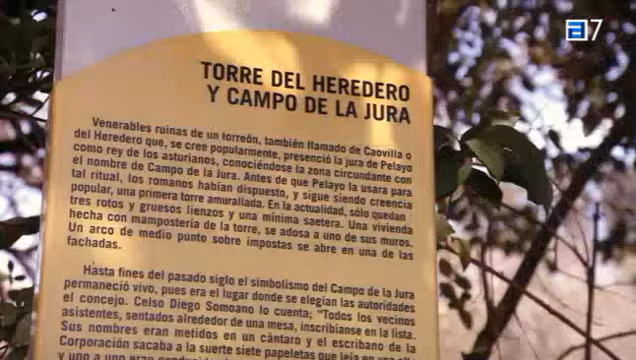 a7
TORRE DEL HEREDERO
Y CAMPO DE LA JURA
Venerables ruinas de un torreón, también llamado de Caovilla o
del Heredero que, se cree popularmente, presenció la jura de Pelayo
como rey de los asturianos, conociéndose la zona circundante con
el nombre de Campo de la Jura. Antes de que Pelayo la usara para
tal ritual, los romanos habían dispuesto, y sigue siendo creencia
popular, una primera torre amurallada. En la actualidad, sólo quedan
tres rotos y gruesos lienzos y una mínima saetera. Una vivienda
hecha con mampostería de la torre, se adosa a uno de sus muros.
Un arco de medio punto sobre impostas se abre en una de las
fachadas.
Hasta fines del pasado siglo el simbolismo del Campo de la Jura
permaneció vivo, pues era el lugar donde se elegían las autoridades
el concejo. Celso Diego Somoano lo cuenta; "Todos los vecinos
asistentes, sentados alrededor de una mesa, inscribíanse en la lista.
Sus nombres eran metidos en un cántaro y el escribano de la
Corporación sacaba a la suerte siete papeletas que leía en
y uno a uno eran